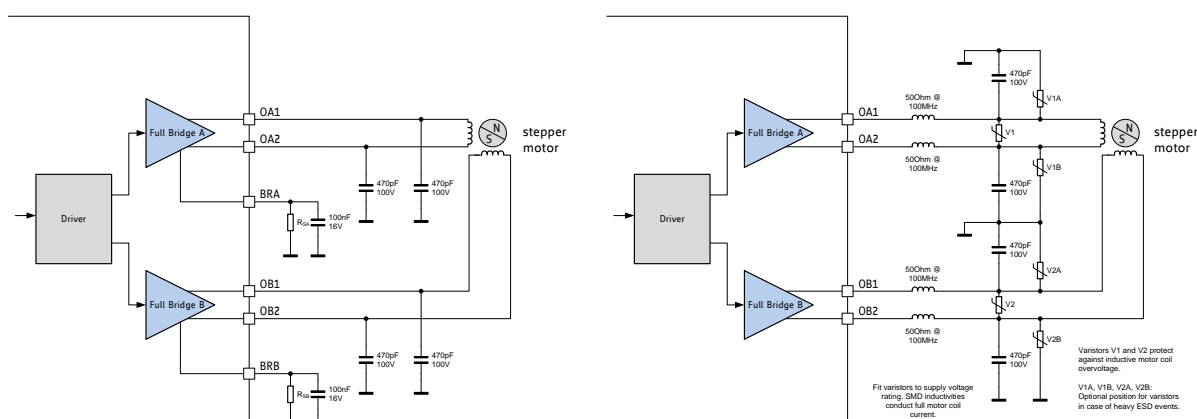 OA1
Full Bridge A
OA2
N
S
stepper
motor
470pF
100V
470pF
100V
BRA
Driver
RSA
100nF
16V
OB1
Full Bridge B
OB2
470pF
100V
470pF
100V
BRB
RSB
100nF
16V
470pF
100V
V1A
50Ohm @
100MHz
OA1
Full Bridge A
V1
N
S
stepper
motor
OA2
50Ohm @
100MHz
V1B
470pF
100V
Driver
470pF
100V
50Ohm @
100MHz
V2A
OB1
Full Bridge B
V2
OB2
50Ohm @
100MHz
V2B
470pF
100V
Varistors V1 and V2 protect
against inductive motor coil
overvoltage.
V1A, V1B, V2A, V2B:
Optional position for varistors
in case of heavy ESD events.
Fit varistors to supply voltage
rating. SMD inductivities
conduct full motor coil
current.